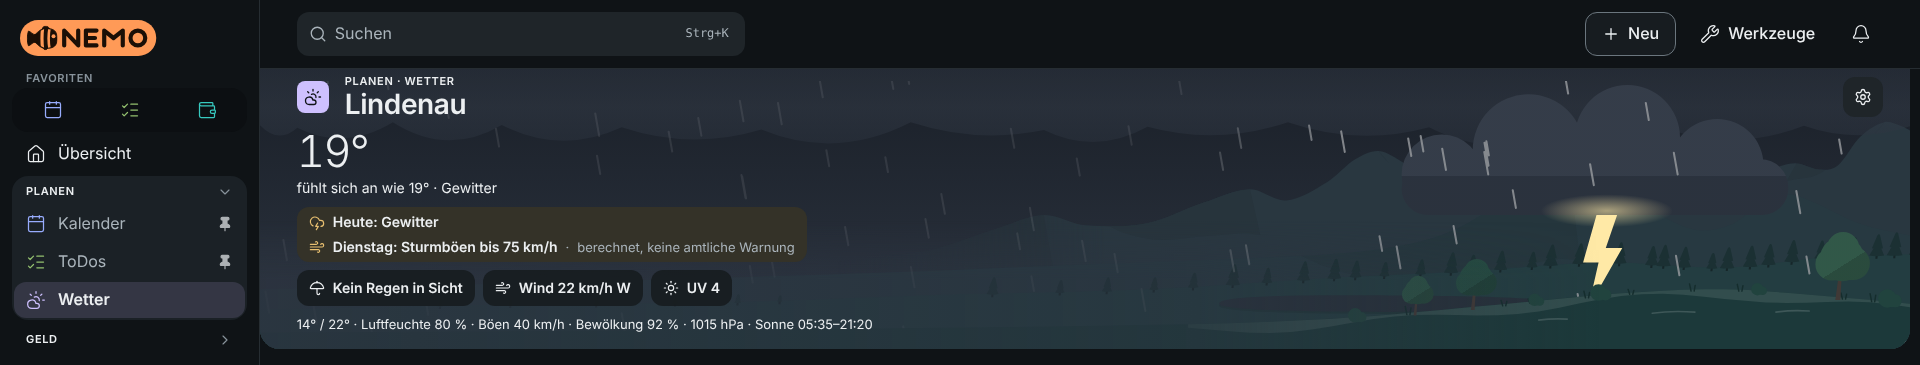 NEMO
FAVORITEN
Übersicht
PLANEN
Kalender
ToDos
Wetter
GELD
Suchen
Strg+K
Neu
Werkzeuge
PLANEN · WETTER
Lindenau
19°
fühlt sich an wie 19° · Gewitter
Heute: Gewitter
Dienstag: Sturmböen bis 75 km/h · berechnet, keine amtliche Warnung
Kein Regen in Sicht
Wind 22 km/h W
UV 4
14° / 22° · Luftfeuchte 80 % · Böen 40 km/h · Bewölkung 92 % · 1015 hPa · Sonne 05:35–21:20